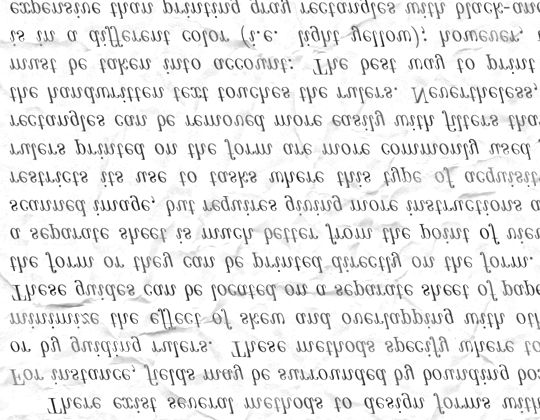 There exist several methods to design forms with
For instance, fields may be surrounded by bounding bo
or by guiding rulers. These methods specify where to
minimize the effect of skew and overlapping with oth
These guides can be located on a separate sheet of pape
the form or they can be printed directly on the form.
a separate sheet is much better from the point of view
scanned image, but requires giving more instructions a
restricts its use to tasks where this type of acquisit
rulers printed on the form are more commonly used
rectangles can be removed more easily with filters tha
the handwritten text touches the rulers. Nevertheless,
must be taken into account: The best way to print
is in a different color (i.e. light yellow); however,
expensive than printing gray rectangles with black-and